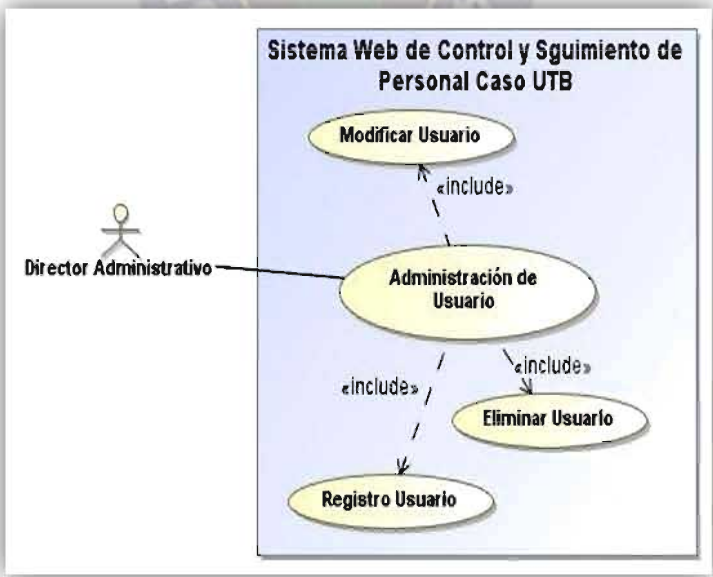 Sistema Web de Control y Sguimiento de
Personal Caso UTB
Modificar Usuario
«include»
Director Administrativo
Administración de
Usuario
«include»
«include»
Eliminar Usuario
Registro Usuario